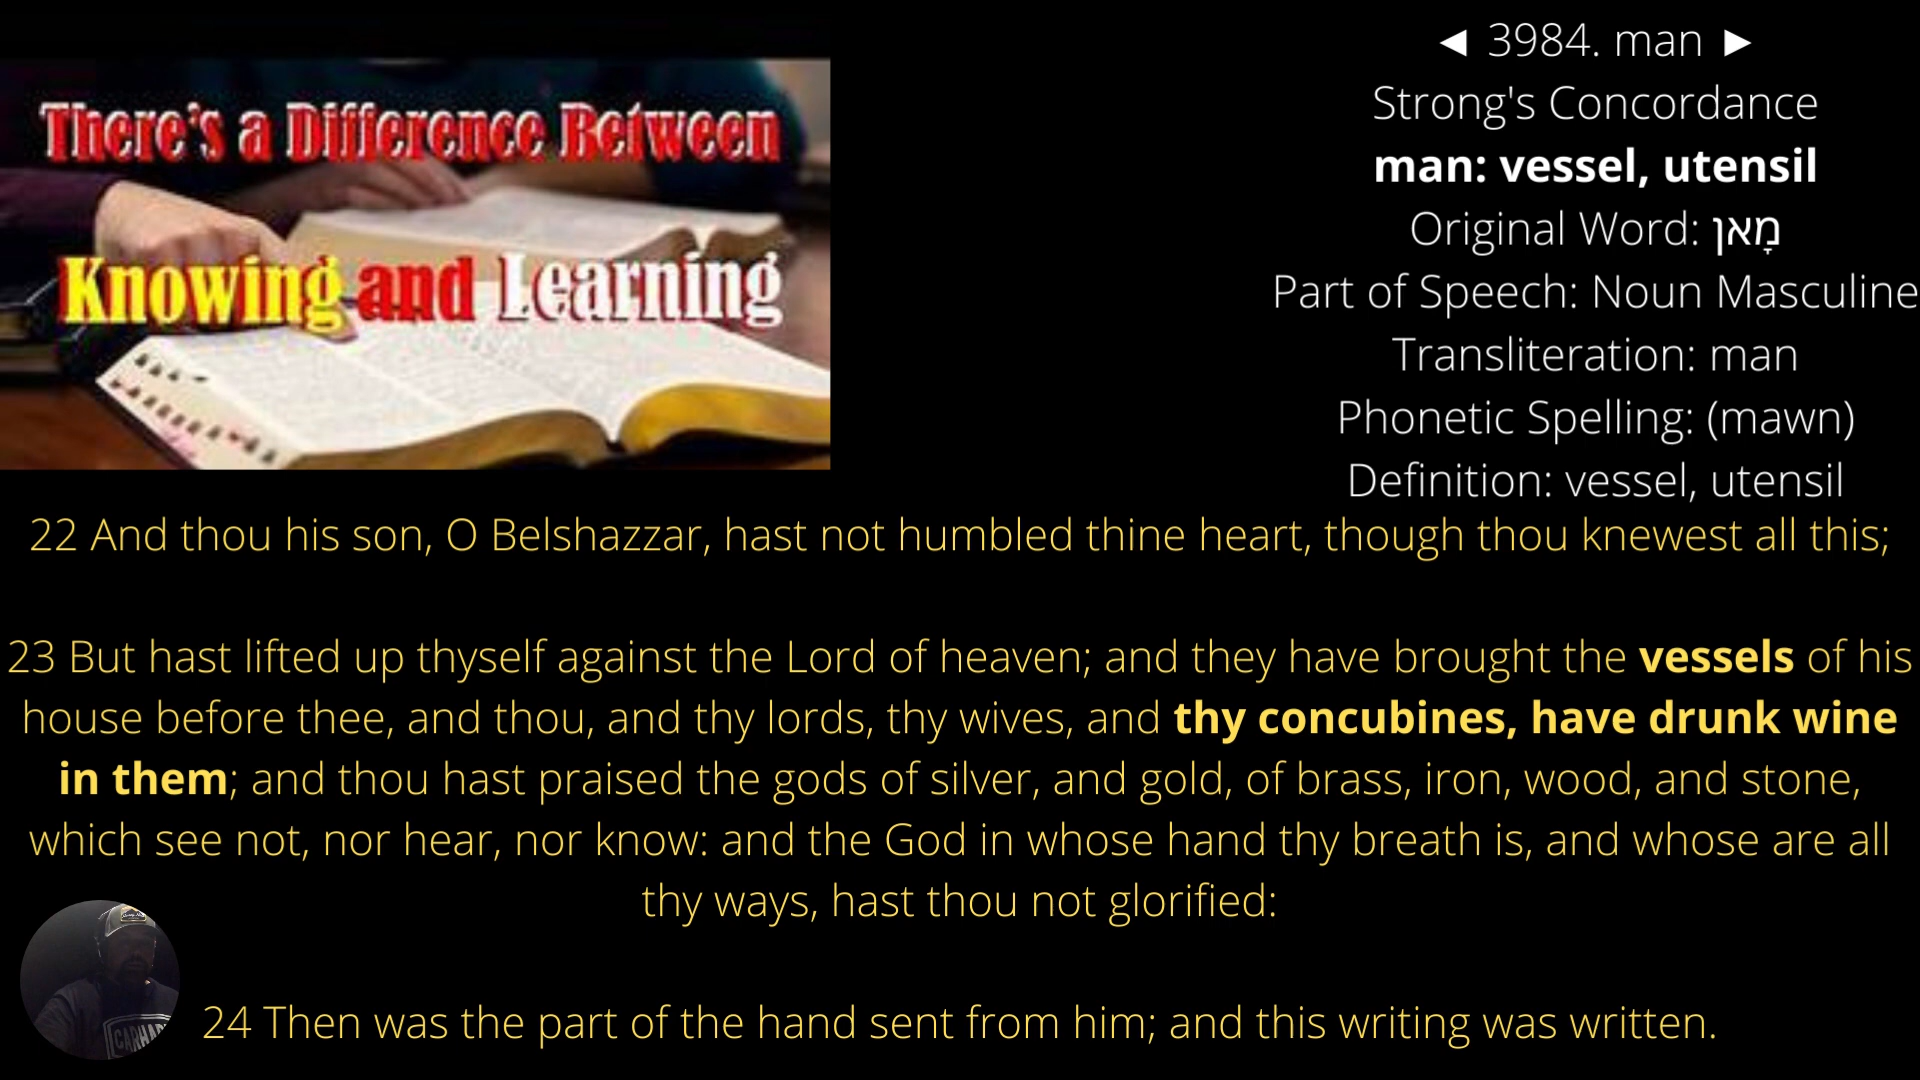 There's a Difference Between
Knowing and Learning
◄ 3984. man ►
Strong's Concordance
man: vessel, utensil
Original Word: מָאן
Part of Speech: Noun Masculine
Transliteration: man
Phonetic Spelling: (mawn)
Definition: vessel, utensil
22 And thou his son, O Belshazzar, hast not humbled thine heart, though thou knewest all this;
23 But hast lifted up thyself against the Lord of heaven; and they have brought the vessels of his
house before thee, and thou, and thy lords, thy wives, and thy concubines, have drunk wine
in them; and thou hast praised the gods of silver, and gold, of brass, iron, wood, and stone,
which see not, nor hear, nor know: and the God in whose hand thy breath is, and whose are all
thy ways, hast thou not glorified:
24 Then was the part of the hand sent from him; and this writing was written.